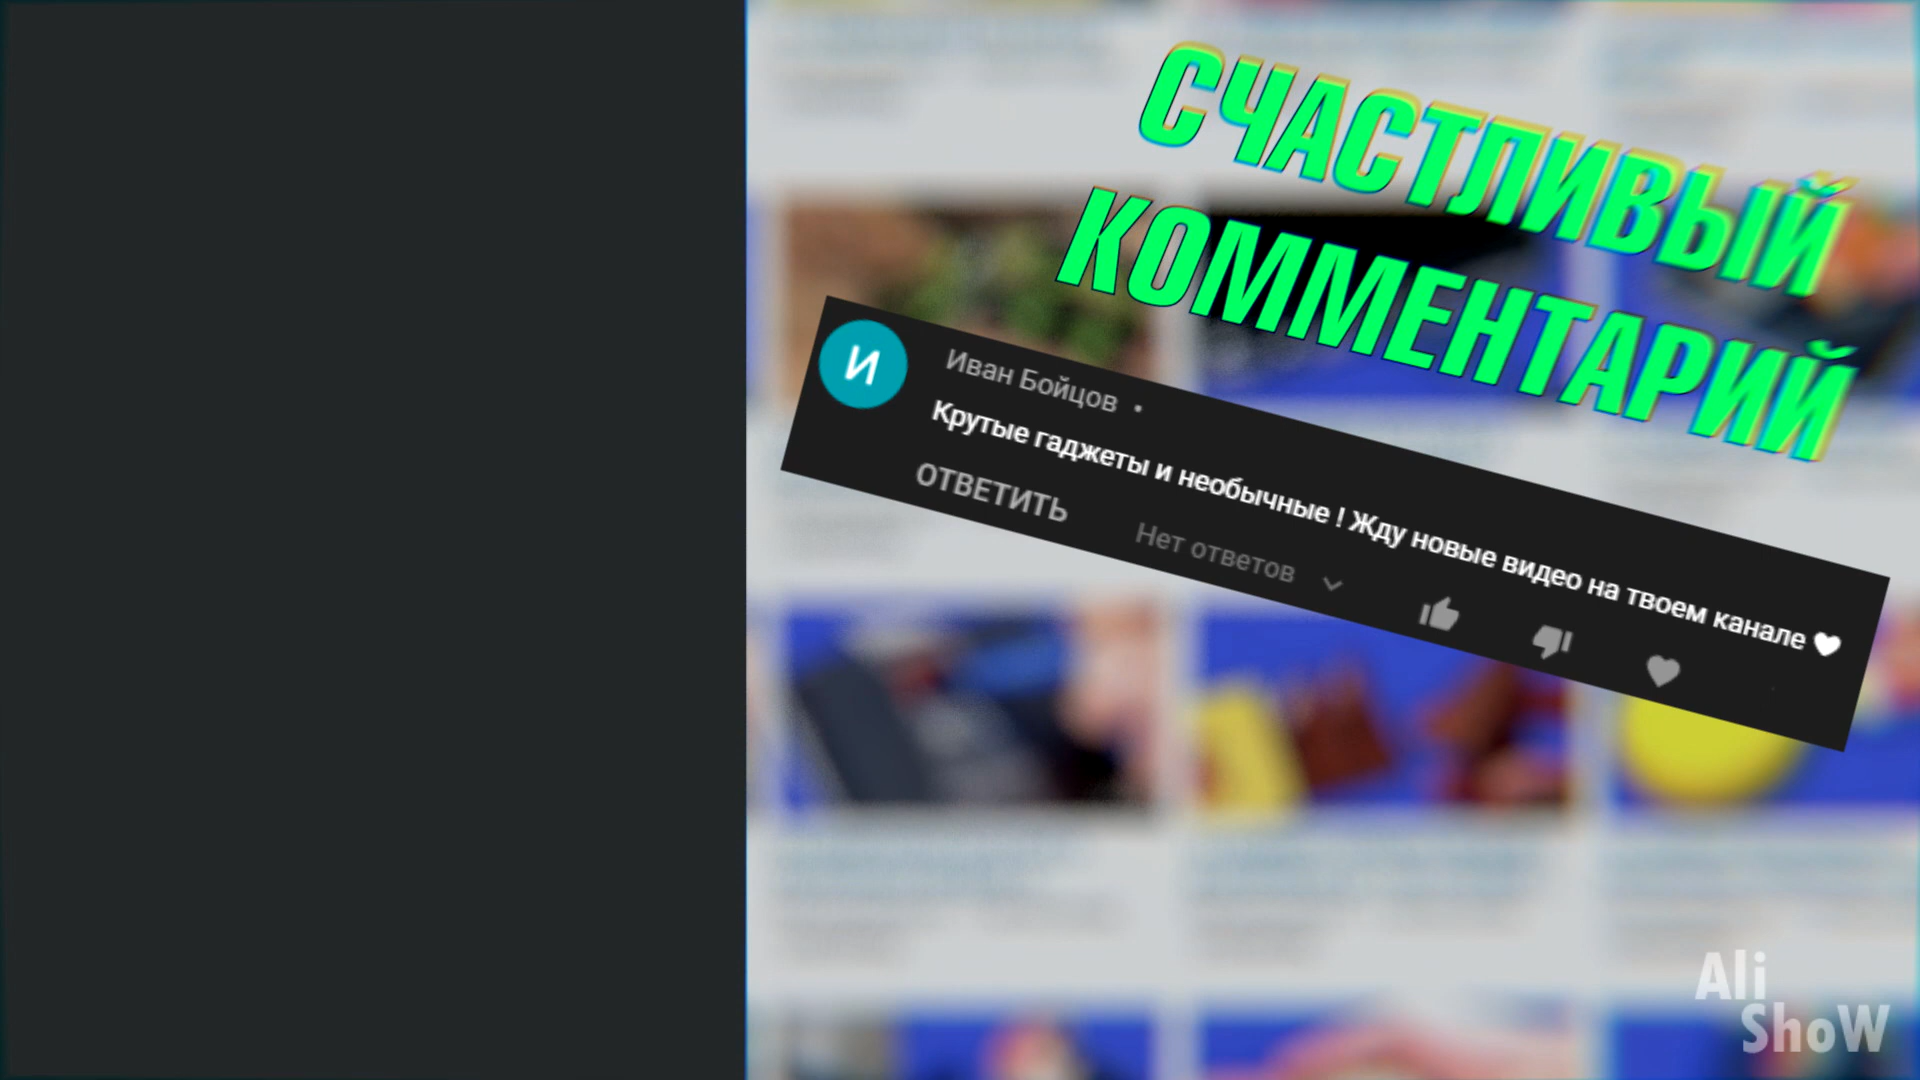 СЧАСТЛИВЫЙ
КОММЕНТАРИЙ
И
Иван Бойцов •
Крутые гаджеты и необычные ! Жду новые видео на твоем канале 🤍
ОТВЕТИТЬ
Нет ответов
Ali
ShoW